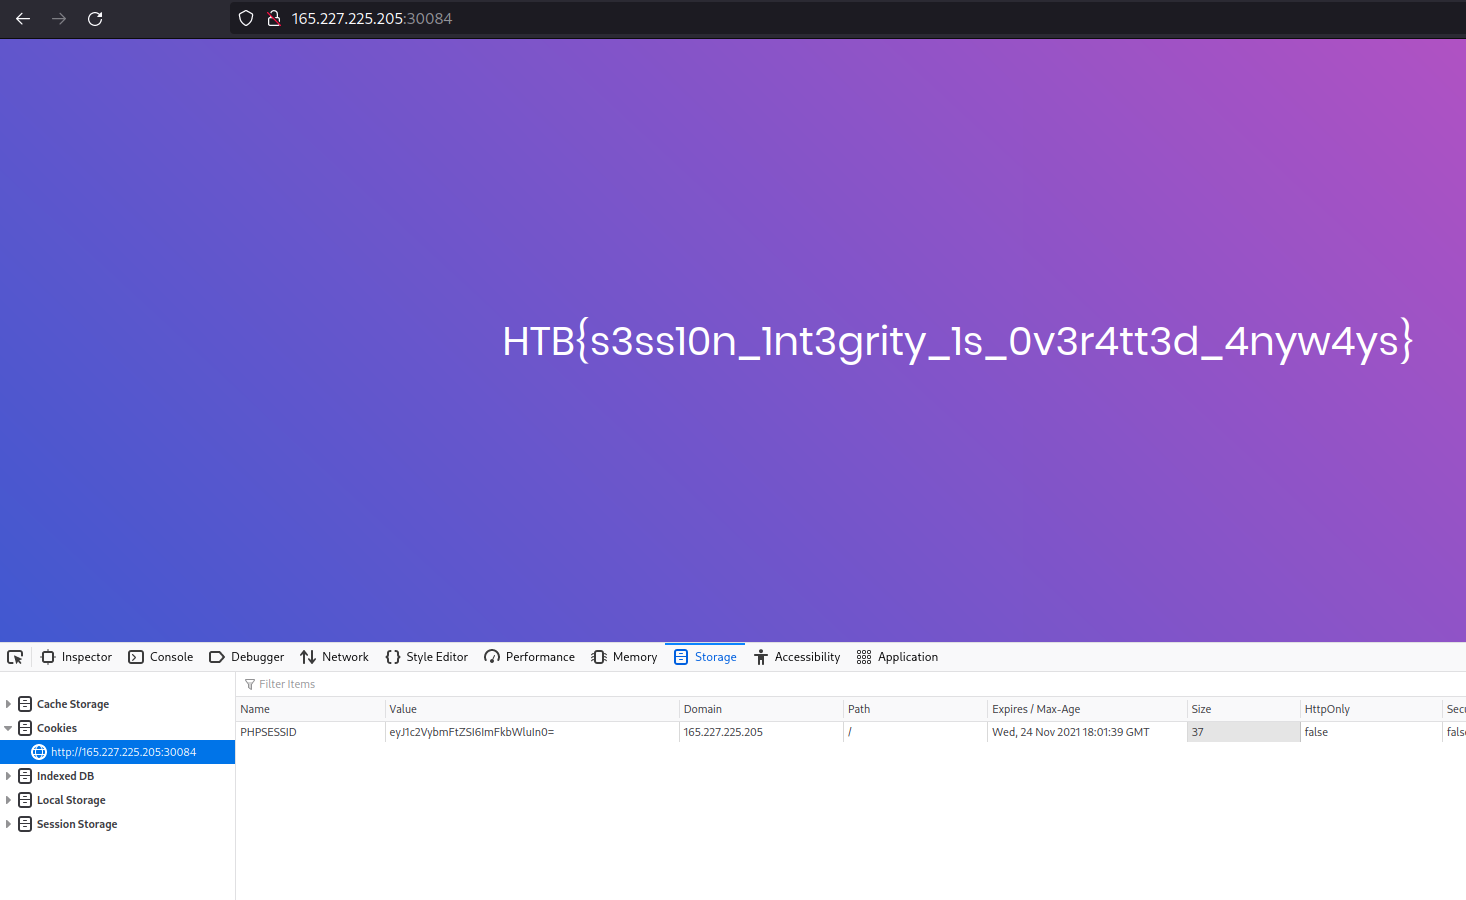 165.227.225.205:30084
HTB{s3ss10n_1nt3grity_1s_0v3r4tt3d_4nyw4ys}
Inspector Console Debugger Network Style Editor Performance Memory Storage Accessibility Application
Filter Items
Cache Storage
Cookies
http://165.227.225.205:30084
Indexed DB
Local Storage
Session Storage
Name Value Domain Path Expires / Max-Age Size HttpOnly Secu
PHPSESSID eyJ1c2VybmFtZSI6ImFkbWluIn0= 165.227.225.205 / Wed, 24 Nov 2021 18:01:39 GMT 37 false fals